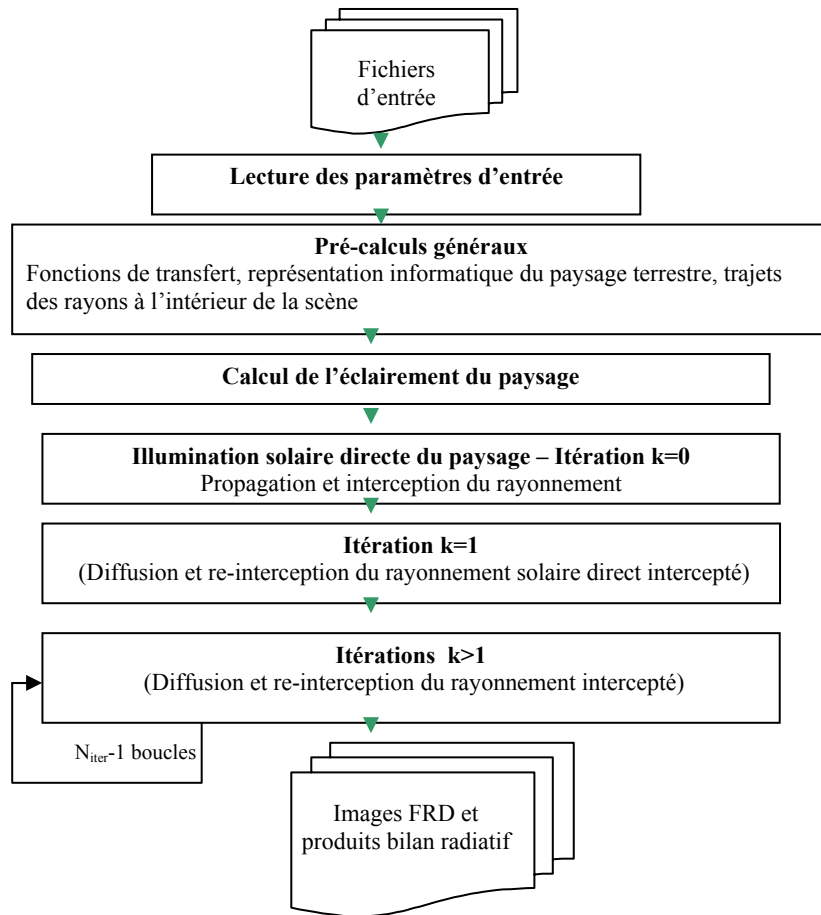 Fichiers
d’entrée
Lecture des paramètres d’entrée
Pré-calculs généraux
Fonctions de transfert, représentation informatique du paysage terrestre, trajets
des rayons à l’intérieur de la scène
Calcul de l’éclairement du paysage
Illumination solaire directe du paysage – Itération k=0
Propagation et interception du rayonnement
Itération k=1
(Diffusion et re-interception du rayonnement solaire direct intercepté)
Itérations k>1
(Diffusion et re-interception du rayonnement intercepté)
Niter-1 boucles
Images FRD et
produits bilan radiatif